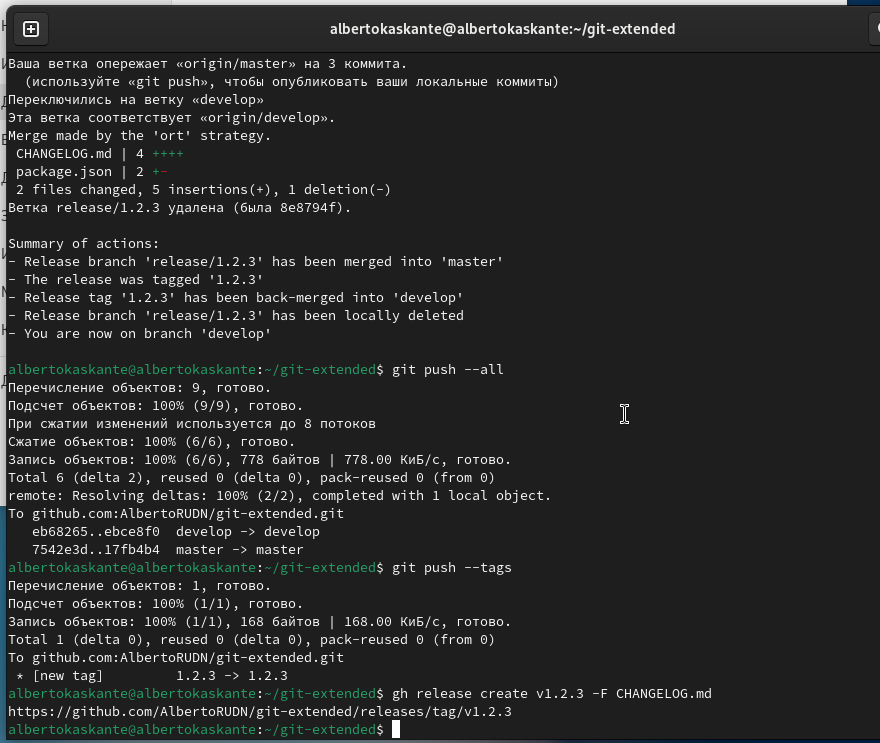 albertokaskante@albertokaskante:~/git-extended
Ваша ветка опережает «origin/master» на 3 коммита.
(используйте «git push», чтобы опубликовать ваши локальные коммиты)
Переключились на ветку «develop»
Эта ветка соответствует «origin/develop».
Merge made by the 'ort' strategy.
CHANGELOG.md | 4 ++++
package.json | 2 +-
2 files changed, 5 insertions(+), 1 deletion(-)
Ветка release/1.2.3 удалена (была 8e8794f).
Summary of actions:
- Release branch 'release/1.2.3' has been merged into 'master'
- The release was tagged '1.2.3'
- Release tag '1.2.3' has been back-merged into 'develop'
- Release branch 'release/1.2.3' has been locally deleted
- You are now on branch 'develop'
albertokaskante@albertokaskante:~/git-extended$ git push --all
Перечисление объектов: 9, готово.
Подсчет объектов: 100% (9/9), готово.
При сжатии изменений используется до 8 потоков
Сжатие объектов: 100% (6/6), готово.
Запись объектов: 100% (6/6), 778 байтов | 778.00 КиБ/с, готово.
Total 6 (delta 2), reused 0 (delta 0), pack-reused 0 (from 0)
remote: Resolving deltas: 100% (2/2), completed with 1 local object.
To github.com:AlbertoRUDN/git-extended.git
eb68265..ebce8f0  develop -> develop
7542e3d..17fb4b4  master -> master
albertokaskante@albertokaskante:~/git-extended$ git push --tags
Перечисление объектов: 1, готово.
Подсчет объектов: 100% (1/1), готово.
Запись объектов: 100% (1/1), 168 байтов | 168.00 КиБ/с, готово.
Total 1 (delta 0), reused 0 (delta 0), pack-reused 0 (from 0)
To github.com:AlbertoRUDN/git-extended.git
* [new tag]         1.2.3 -> 1.2.3
albertokaskante@albertokaskante:~/git-extended$ gh release create v1.2.3 -F CHANGELOG.md
https://github.com/AlbertoRUDN/git-extended/releases/tag/v1.2.3
albertokaskante@albertokaskante:~/git-extended$